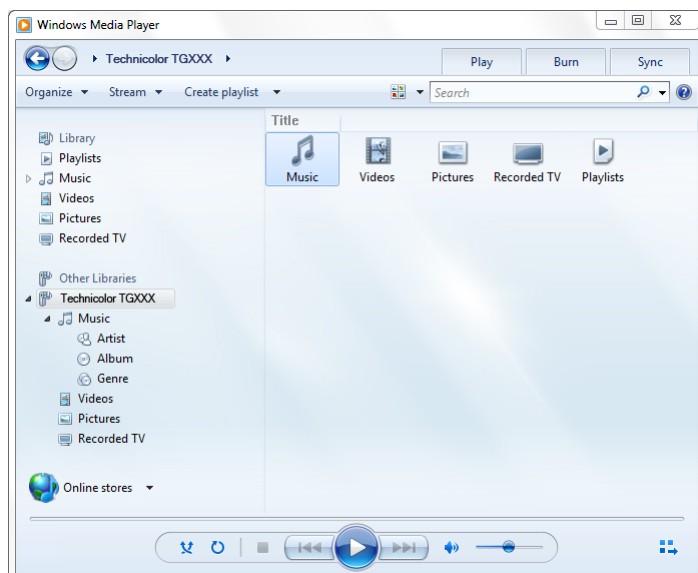 Windows Media Player
Technicolor TGXXX
Play Burn Sync
Organize Stream Create playlist Search
Title
Library
Playlists
Music
Videos
Pictures
Recorded TV
Music Videos Pictures Recorded TV Playlists
Other Libraries
Technicolor TGXXX
Music
Artist
Album
Genre
Videos
Pictures
Recorded TV
Online stores